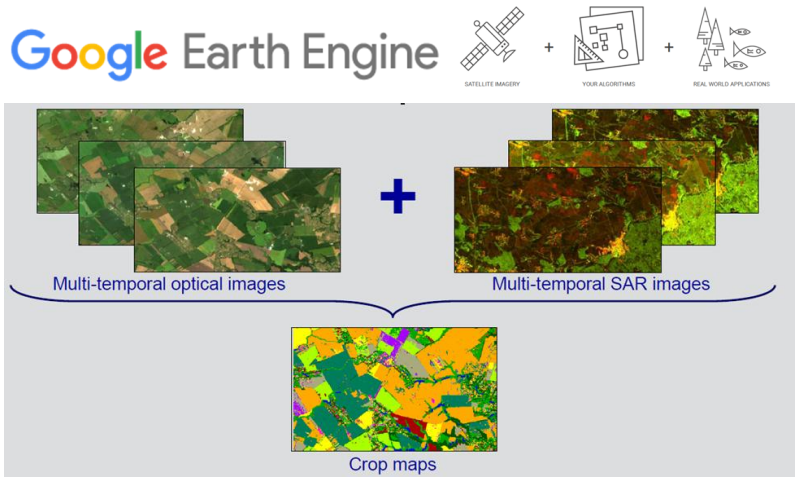 Google Earth Engine
+
+
SATELLITE IMAGERY
YOUR ALGORITHMS
REAL WORLD APPLICATIONS
+
Multi-temporal optical images
Multi-temporal SAR images
Crop maps